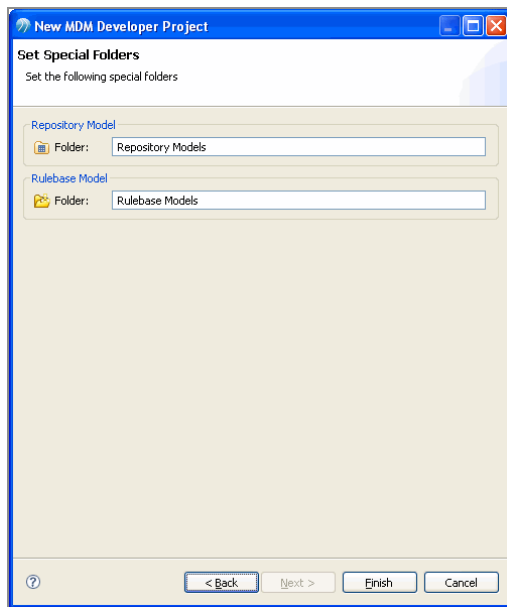 New MDM Developer Project
Set Special Folders
Set the following special folders
Repository Model
Folder: Repository Models
Rulebase Model
Folder: Rulebase Models
? < Back Next > Finish Cancel